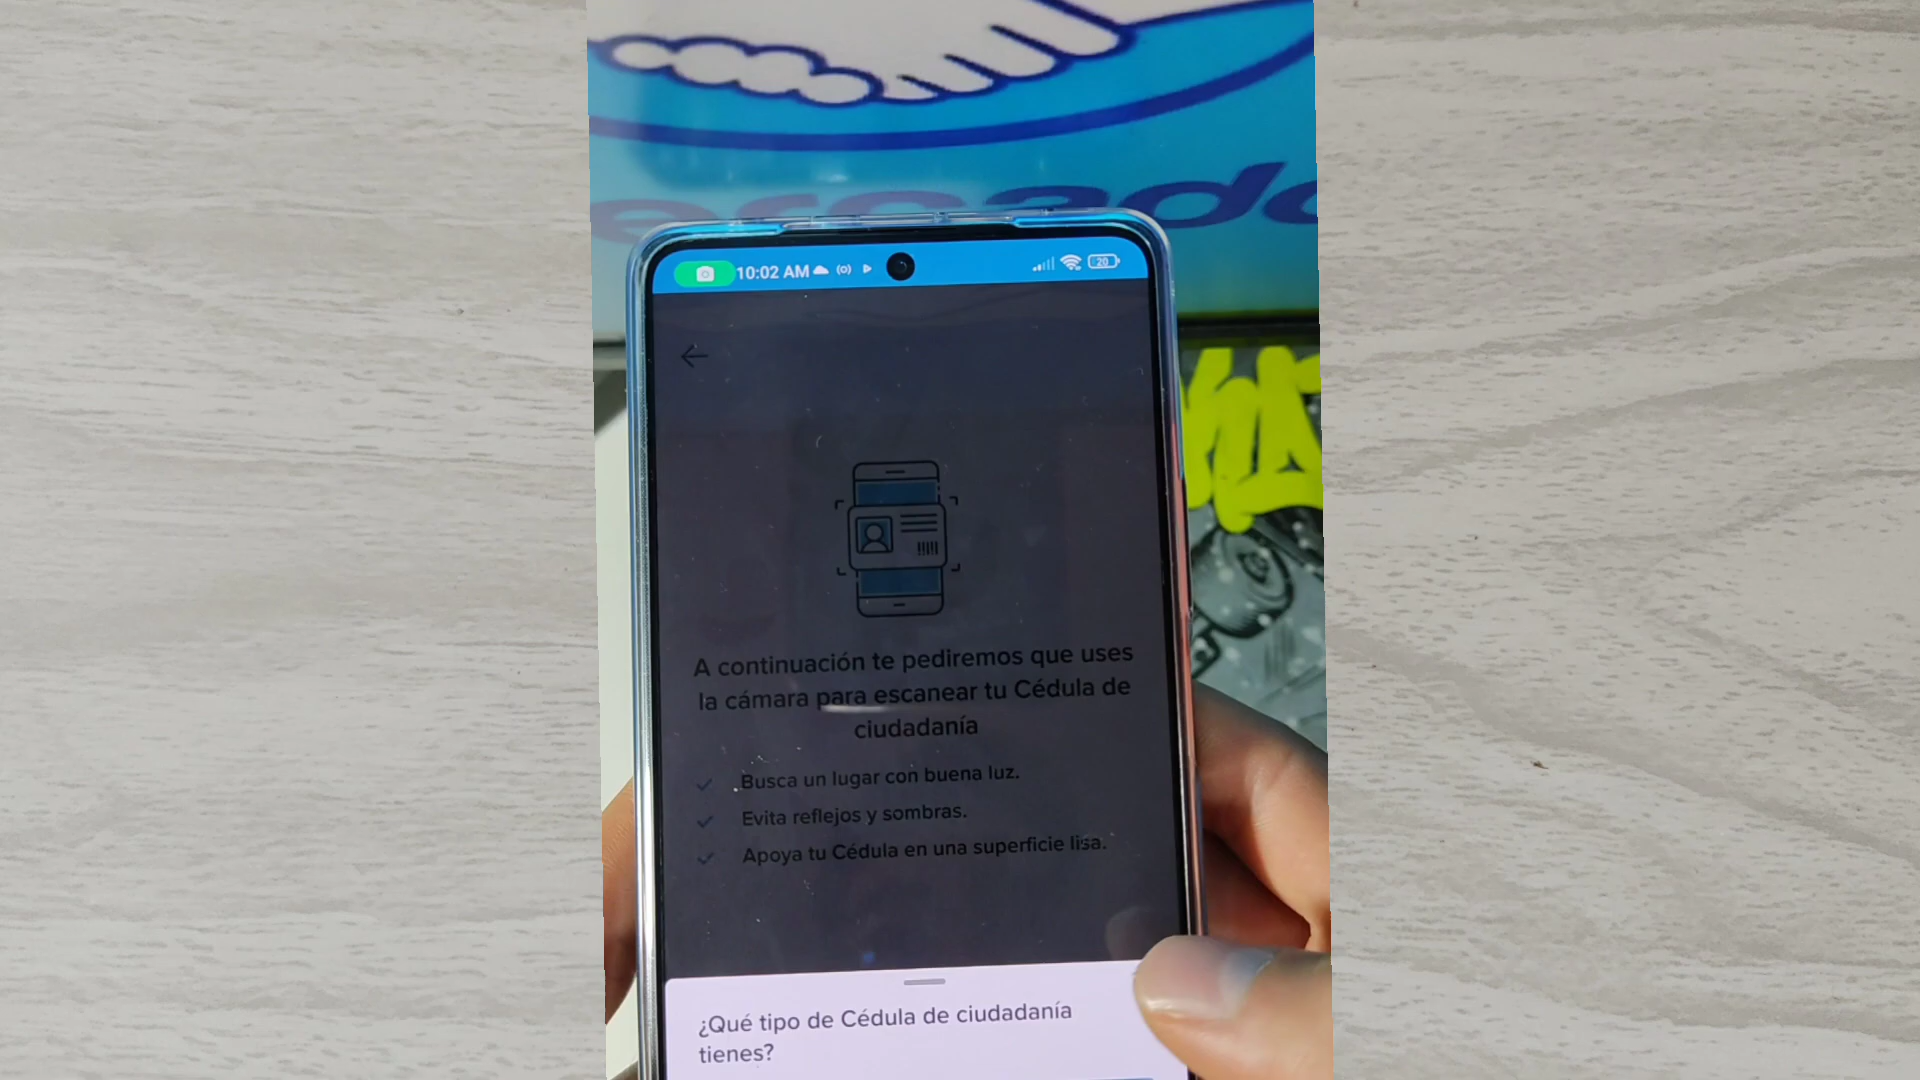 ercado
10:02 AM
20
A continuación te pediremos que uses
la cámara para escanear tu Cédula de
ciudadanía
Busca un lugar con buena luz.
Evita reflejos y sombras.
Apoya tu Cédula en una superficie lisa.
¿Qué tipo de Cédula de ciudadanía
tienes?